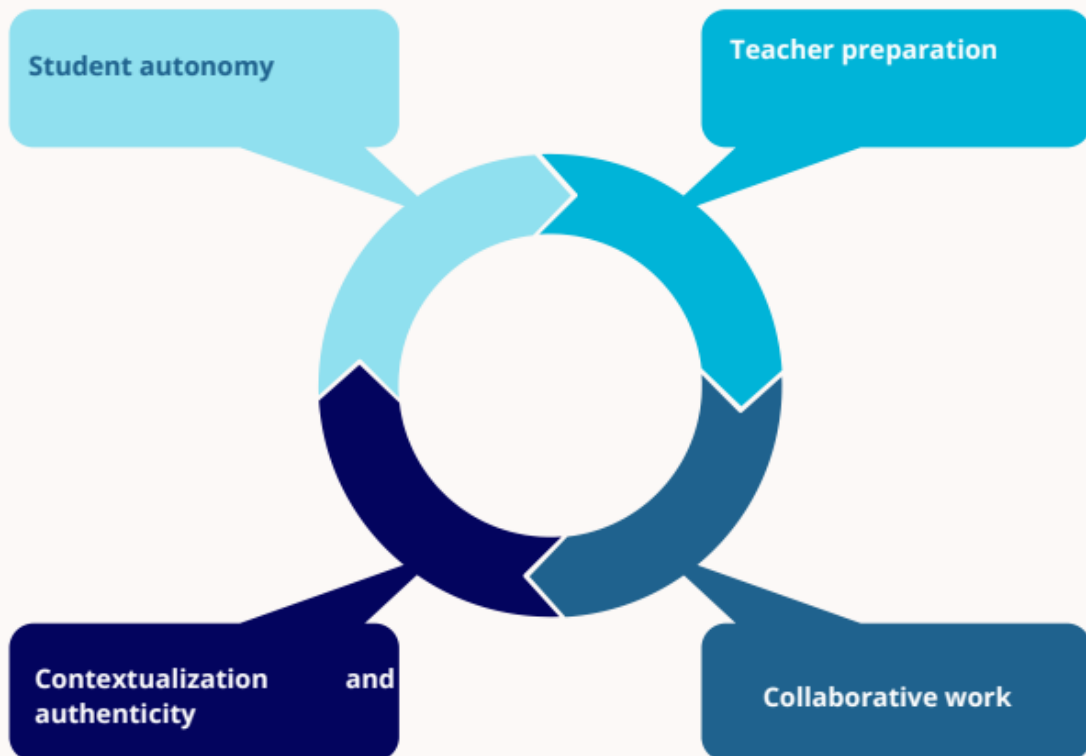 Student autonomy
Teacher preparation
Contextualization and
authenticity
Collaborative work